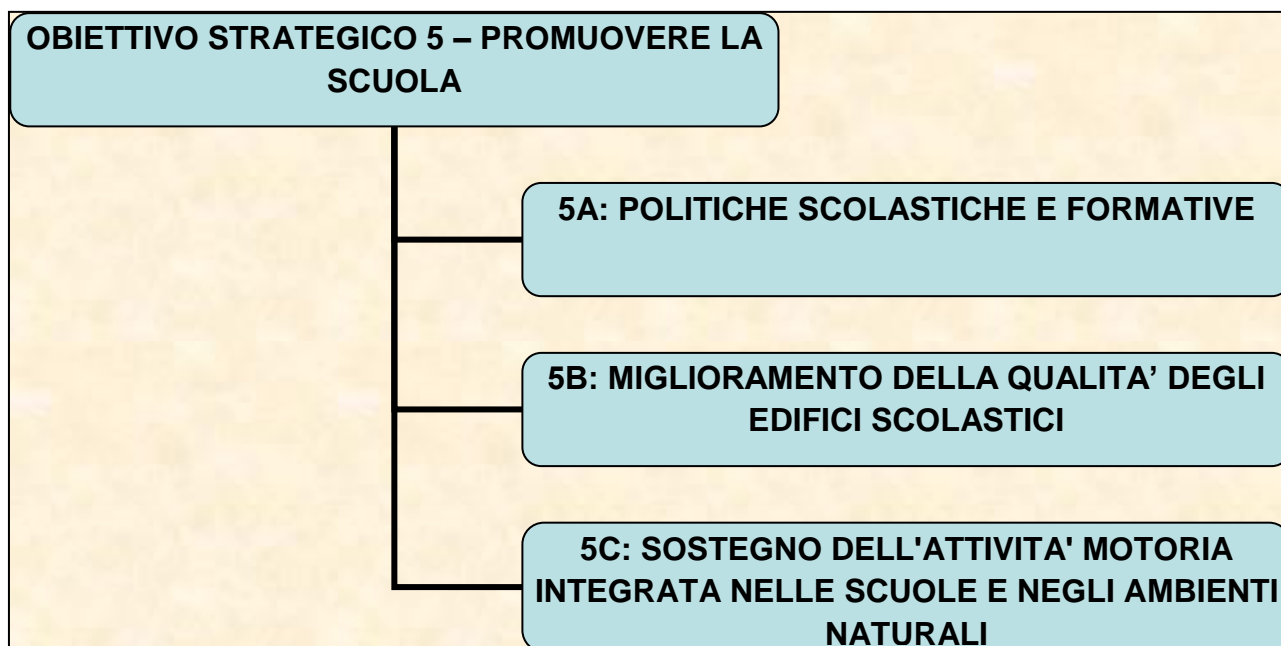 OBIETTIVO STRATEGICO 5 – PROMUOVERE LA
SCUOLA
5A: POLITICHE SCOLASTICHE E FORMATIVE
5B: MIGLIORAMENTO DELLA QUALITA’ DEGLI
EDIFICI SCOLASTICI
5C: SOSTEGNO DELL'ATTIVITA' MOTORIA
INTEGRATA NELLE SCUOLE E NEGLI AMBIENTI
NATURALI